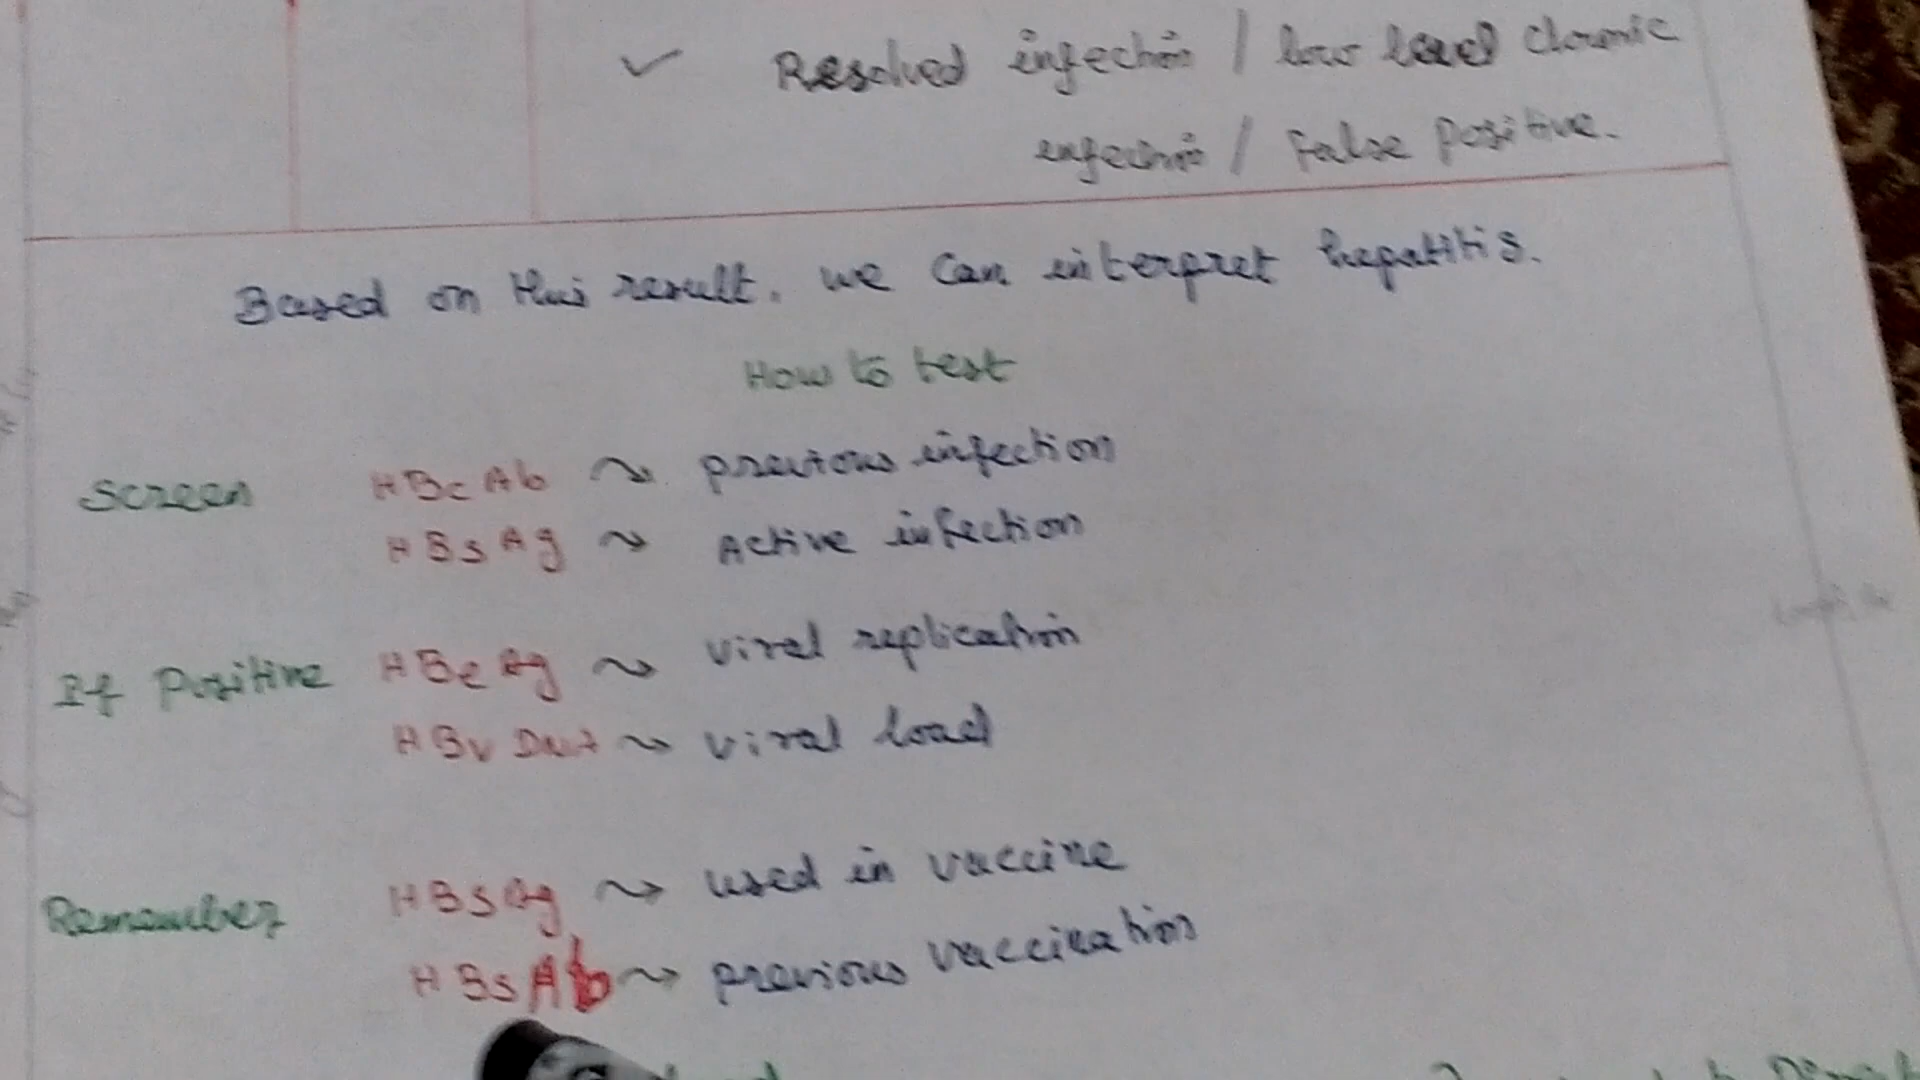 ✓ Resolved infection / low level chronic
infection / False Positive.
Based on this result, we can interpret hepatitis.
How to test
Screen HBcAb ⤳ previous infection
HBsAg ⤳ Active infection
If Positive HBeAg ⤳ viral replication
HBV DNA ⤳ viral load
Remember HBsAg ⤳ used in vaccine
HBsAb ⤳ previous vaccination